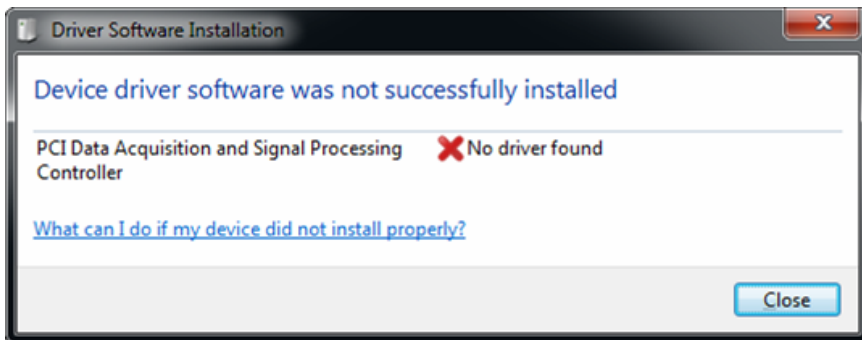 Driver Software Installation
Device driver software was not successfully installed
PCI Data Acquisition and Signal Processing
Controller
No driver found
What can I do if my device did not install properly?
Close